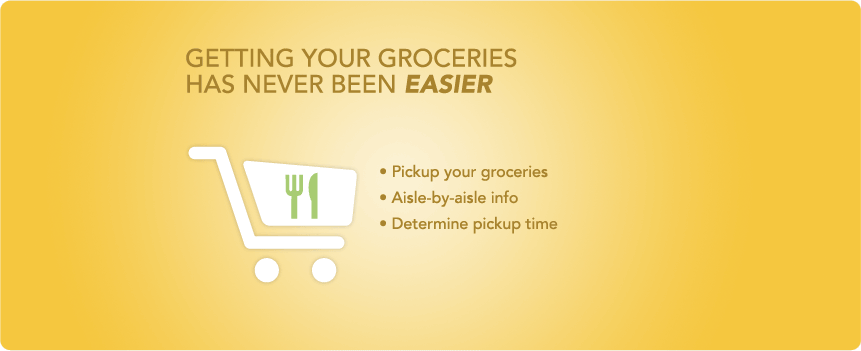 GETTING YOUR GROCERIES
HAS NEVER BEEN EASIER
• Pickup your groceries
• Aisle-by-aisle info
• Determine pickup time